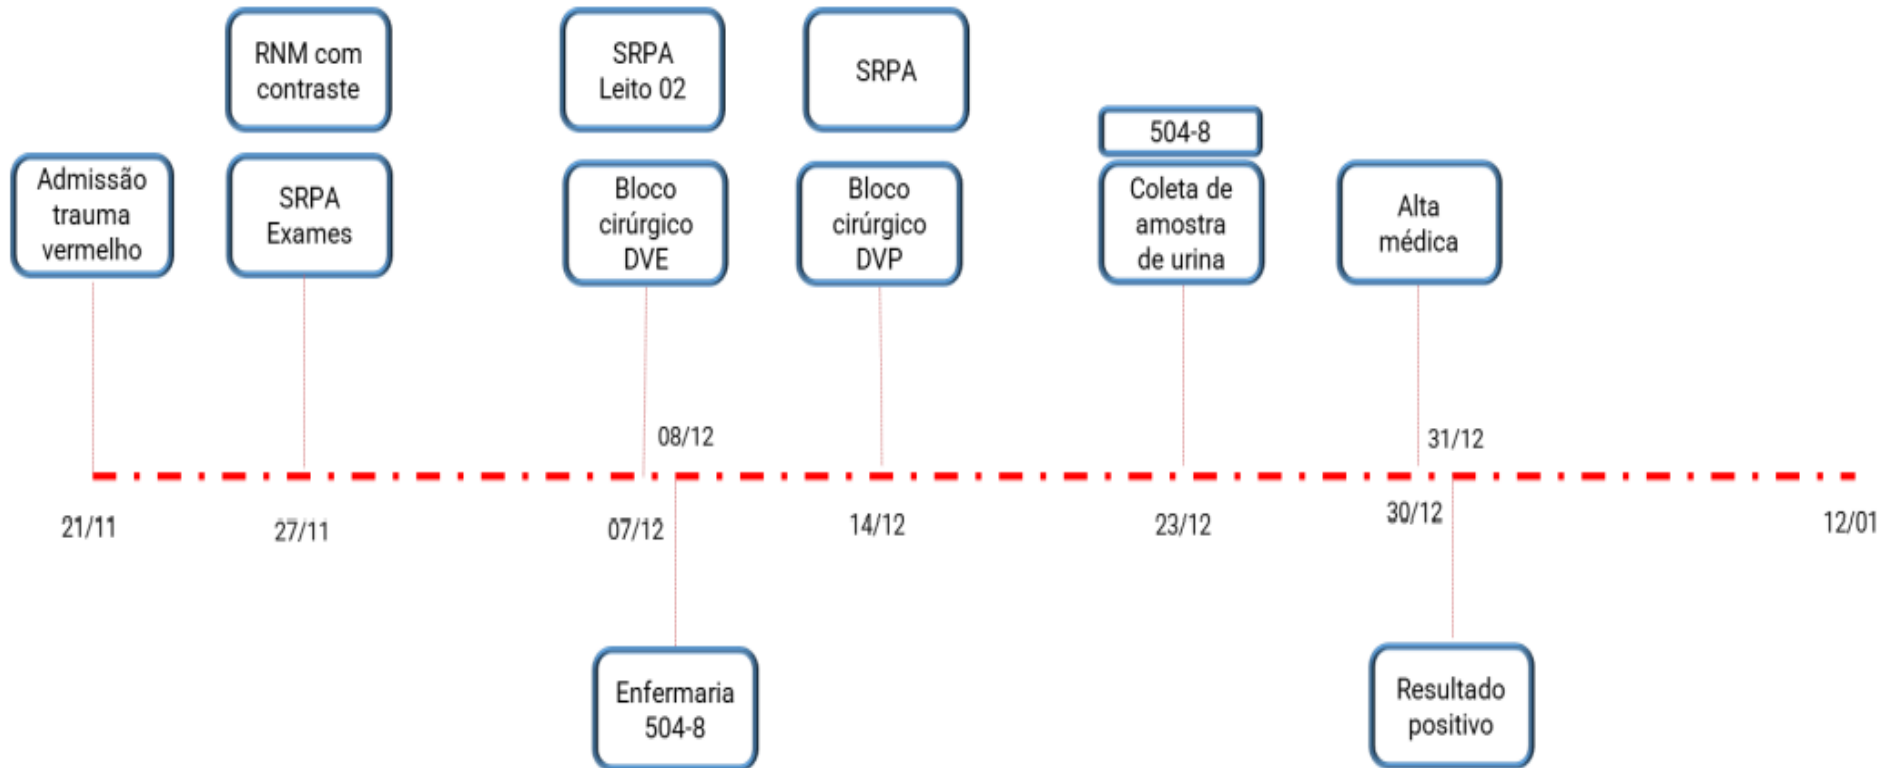 RNM com
contraste
SRPA
Leito 02
SRPA
504-8
Admissão
trauma
vermelho
SRPA
Exames
Bloco
cirúrgico
DVE
Bloco
cirúrgico
DVP
Coleta de
amostra
de urina
Alta
médica
08/12
31/12
21/11
27/11
07/12
14/12
23/12
30/12
12/01
Enfermaria
504-8
Resultado
positivo